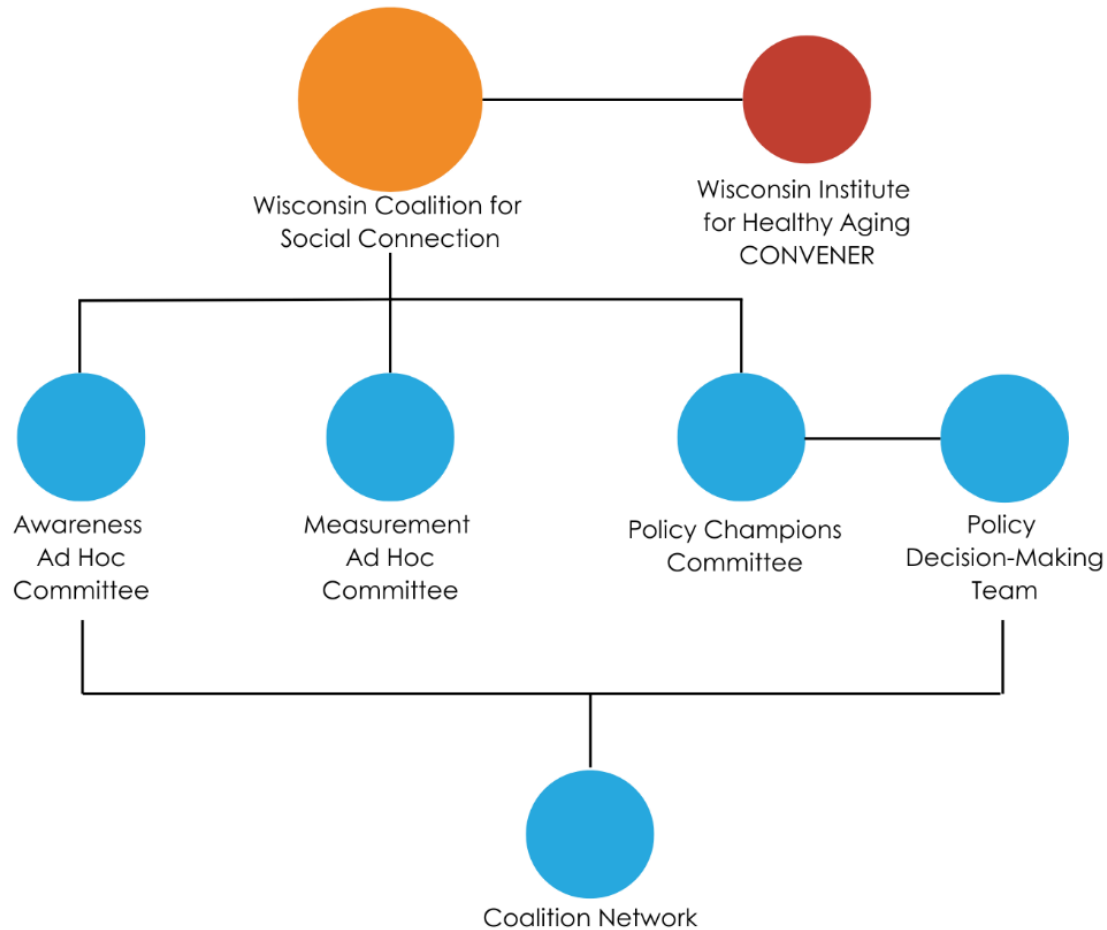 Wisconsin Coalition for
Social Connection
Wisconsin Institute
for Healthy Aging
CONVENER
Awareness
Ad Hoc
Committee
Measurement
Ad Hoc
Committee
Policy Champions
Committee
Policy
Decision-Making
Team
Coalition Network